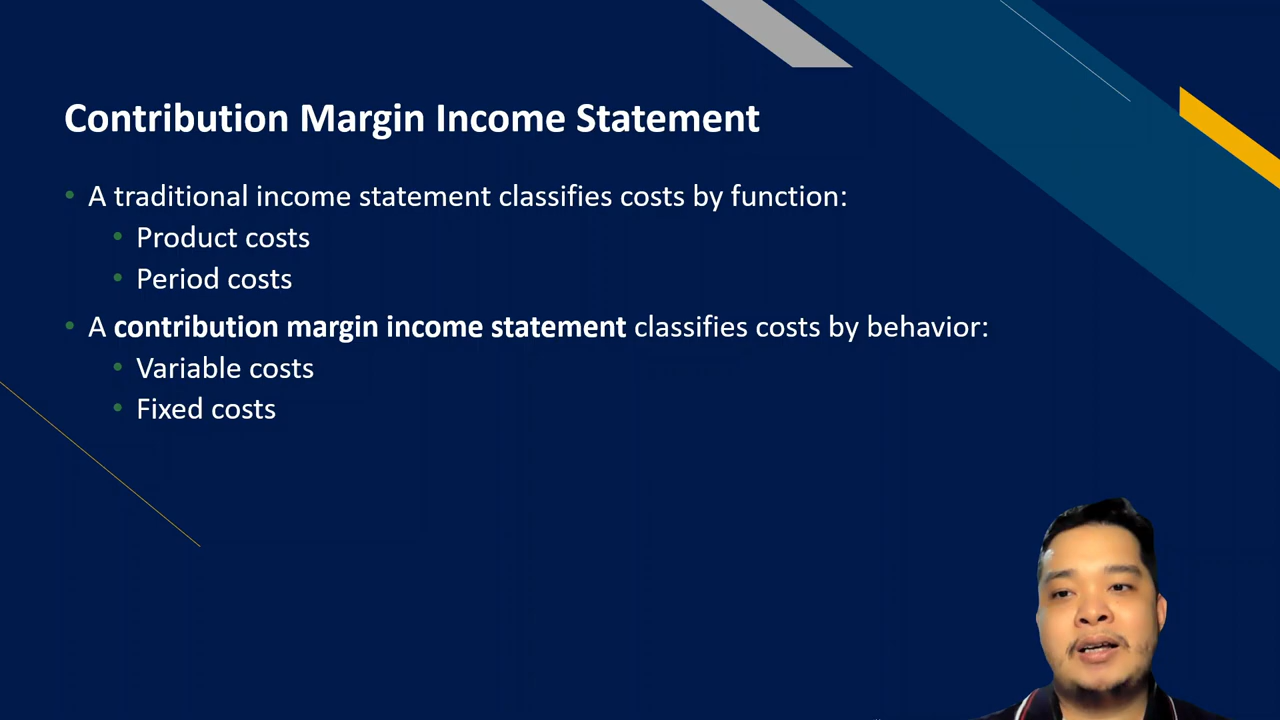 Contribution Margin Income Statement
• A traditional income statement classifies costs by function:
• Product costs
• Period costs
• A contribution margin income statement classifies costs by behavior:
• Variable costs
• Fixed costs